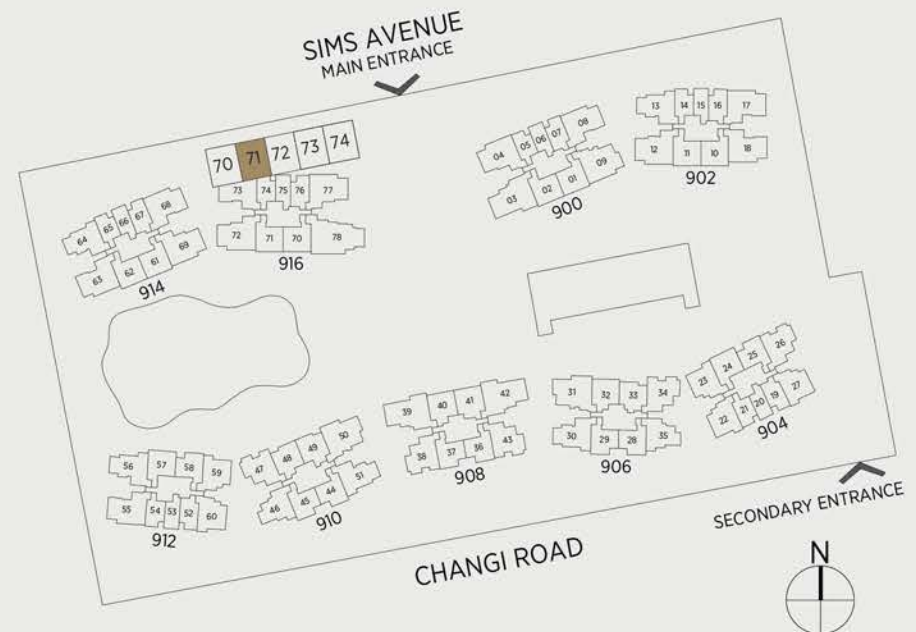 SIMS AVENUE
MAIN ENTRANCE
70 71 72 73 74
73 74 75 76 77
72 71 70 78
916
64 65 66 67 68
63 62 61 69
914
04 05 06 07 08
03 02 01 09
900
13 14 15 16 17
12 11 10 18
902
23 24 25 26
22 21 20 19 27
904
31 32 33 34
30 29 28 35
906
39 40 41 42
38 37 36 43
908
47 48 49 50
46 45 44 51
910
56 57 58 59
55 54 53 52 60
912
SECONDARY ENTRANCE
CHANGI ROAD
N